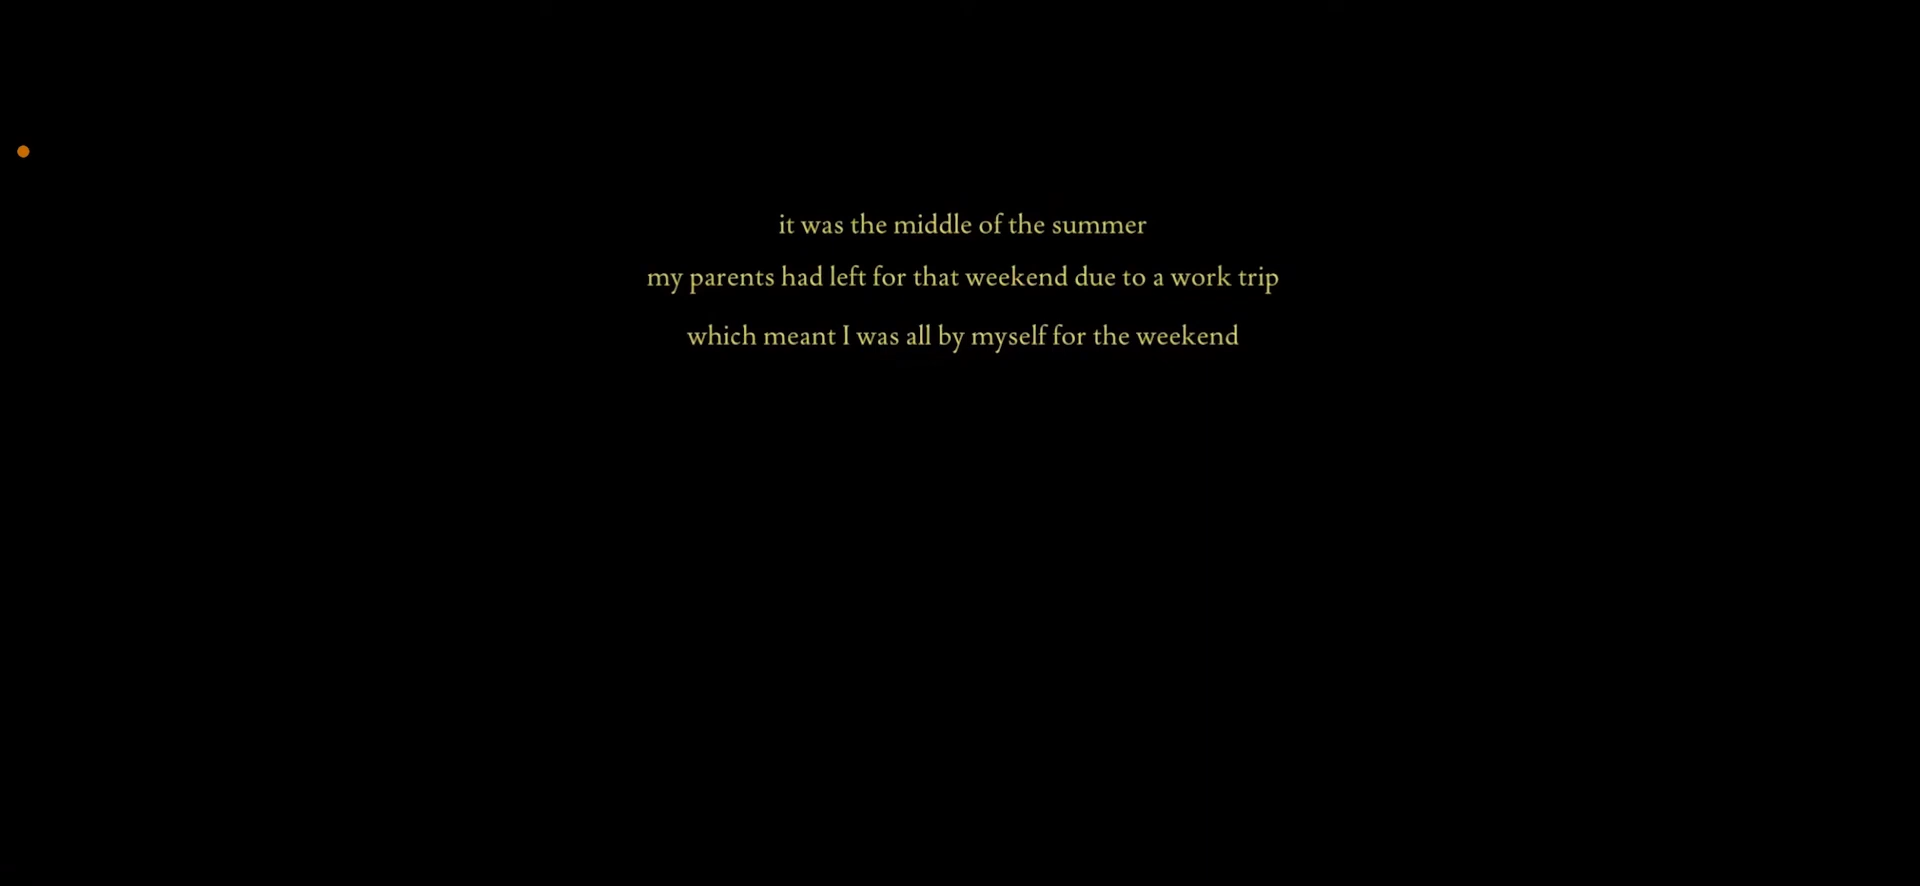 it was the middle of the summer
my parents had left for that weekend due to a work trip
which meant I was all by myself for the weekend